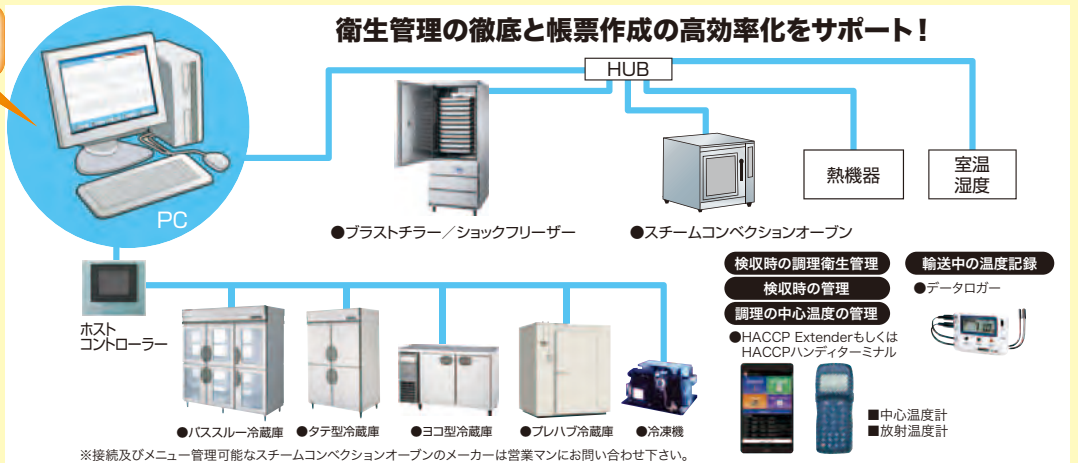 衛生管理の徹底と帳票作成の高効率化をサポート!
HUB
PC
熱機器
室温
湿度
●ブラストチラー／ショックフリーザー
●スチームコンベクションオーブン
ホスト
コントローラー
検収時の調理衛生管理
検収時の管理
調理の中心温度の管理
●HACCP Extenderもしくは
HACCPハンディターミナル
輸送中の温度記録
●データロガー
■中心温度計
■放射温度計
●パススルー冷蔵庫
●タテ型冷蔵庫
●ヨコ型冷蔵庫
●プレハブ冷蔵庫
●冷凍機
※接続及びメニュー管理可能なスチームコンベクションオーブンのメーカーは営業マンにお問い合わせ下さい。